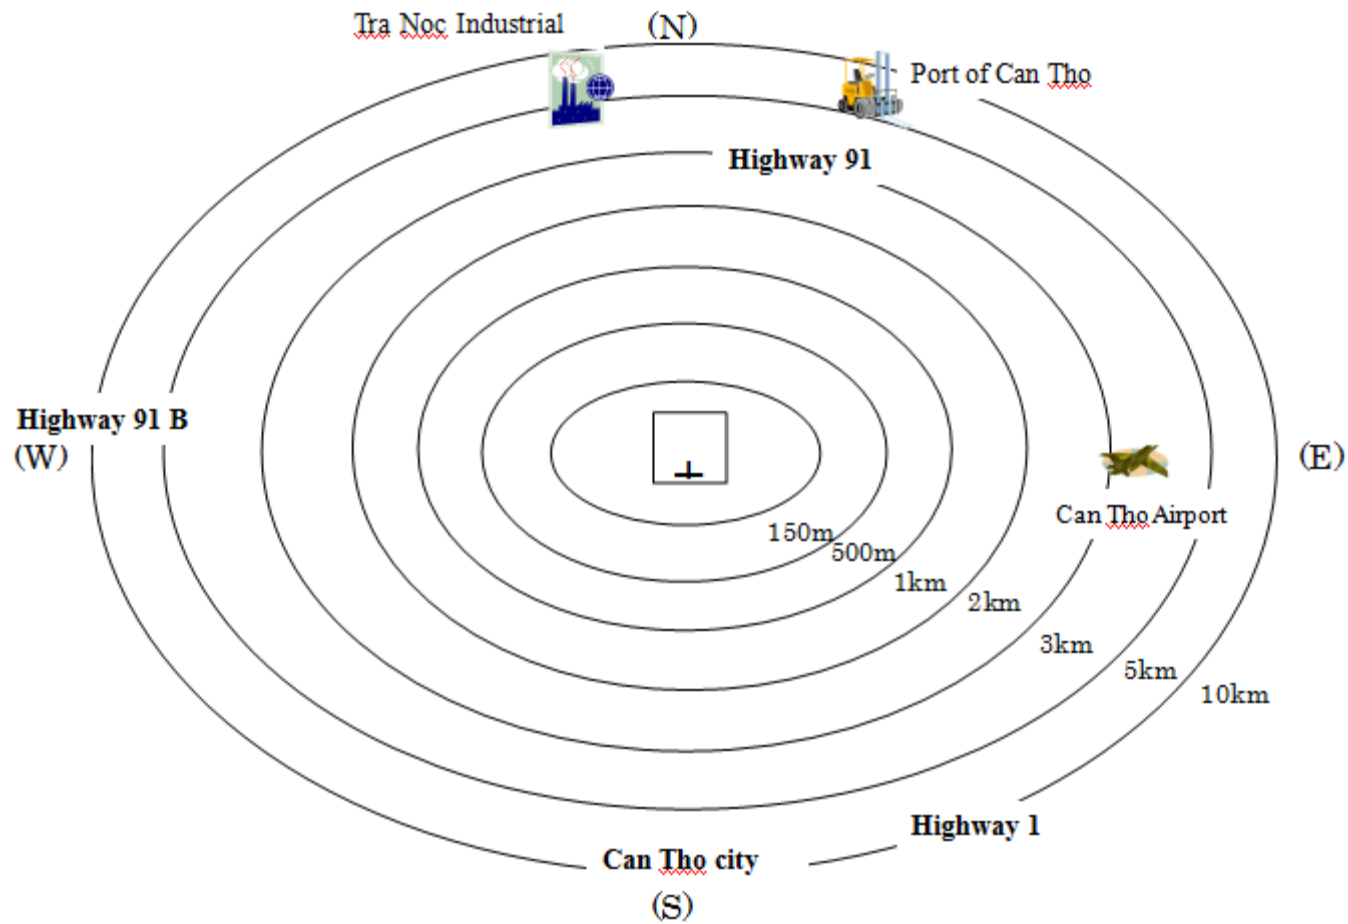 Tra Noc Industrial
(N)
Port of Can Tho
Highway 91
Highway 91 B
(W)
(E)
Can Tho Airport
150m
500m
1km
2km
3km
5km
10km
Highway 1
Can Tho city
(S)